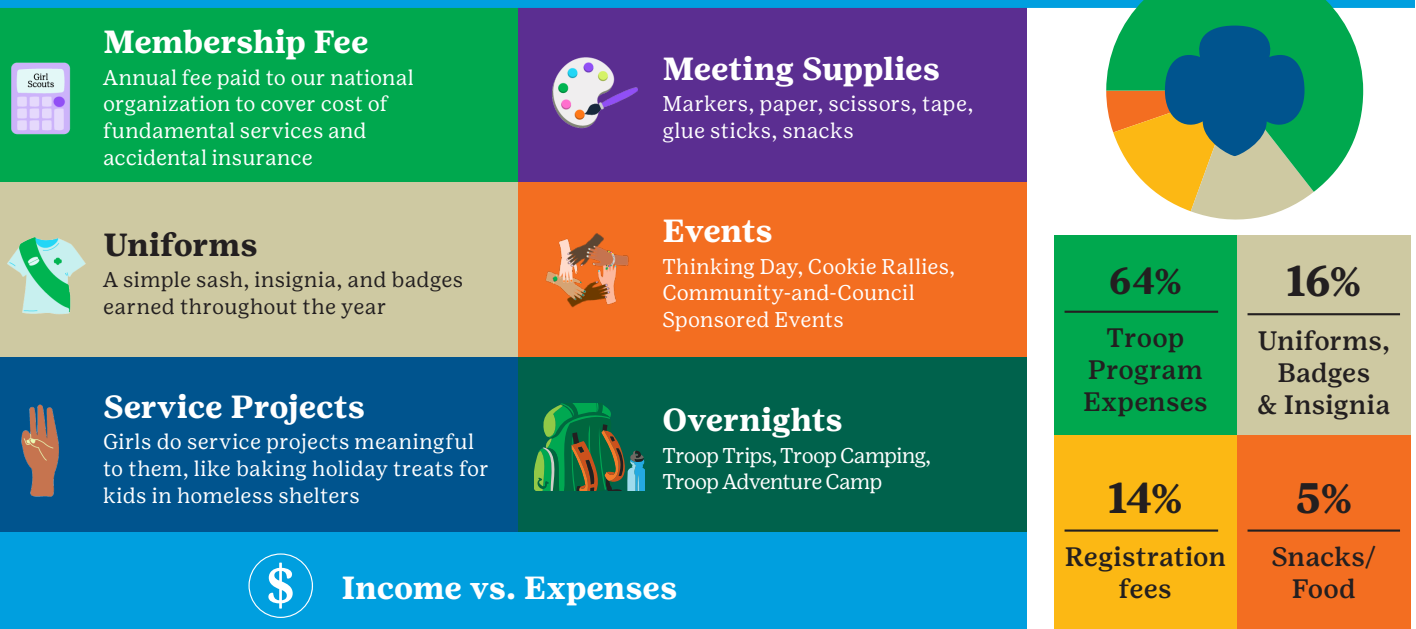 Girl
Scouts
Membership Fee
Annual fee paid to our national
organization to cover cost of
fundamental services and
accidental insurance
Meeting Supplies
Markers, paper, scissors, tape,
glue sticks, snacks
Uniforms
A simple sash, insignia, and badges
earned throughout the year
Events
Thinking Day, Cookie Rallies,
Community-and-Council
Sponsored Events
Service Projects
Girls do service projects meaningful
to them, like baking holiday treats for
kids in homeless shelters
Overnights
Troop Trips, Troop Camping,
Troop Adventure Camp
$ Income vs. Expenses
64%
Troop
Program
Expenses
16%
Uniforms,
Badges
& Insignia
14%
Registration
fees
5%
Snacks/
Food